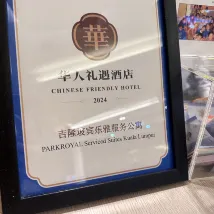 華
华人礼遇酒店
CHINESE FRIENDLY HOTEL
2024
吉隆坡宾乐雅服务公寓
PARKROYAL Serviced Suites Kuala Lumpur